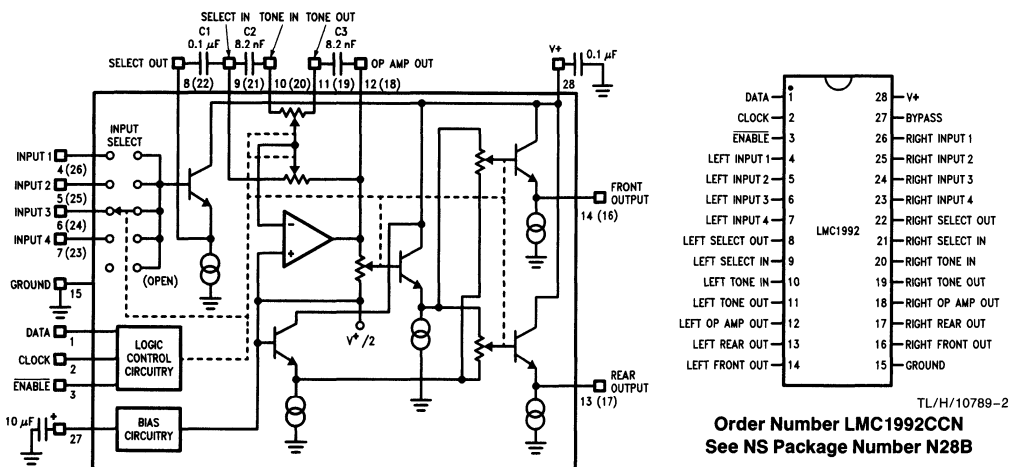 SELECT IN TONE IN TONE OUT
C1 C2 C3
0.1 μF 8.2 nF 8.2 nF
SELECT OUT
OP AMP OUT
V+
0.1 μF
8 (22)
9 (21)
10 (20)
11 (19)
12 (18)
28
INPUT
SELECT
INPUT 1
4 (26)
INPUT 2
5 (25)
INPUT 3
6 (24)
INPUT 4
7 (23)
(OPEN)
GROUND
15
DATA
1
CLOCK
2
ENABLE
3
LOGIC
CONTROL
CIRCUITRY
10 μF
+
27
BIAS
CIRCUITRY
-
+
V+/2
FRONT
OUTPUT
14 (16)
REAR
OUTPUT
13 (17)
DATA 1 28 V+
CLOCK 2 27 BYPASS
ENABLE 3 26 RIGHT INPUT 1
LEFT INPUT 1 4 25 RIGHT INPUT 2
LEFT INPUT 2 5 24 RIGHT INPUT 3
LEFT INPUT 3 6 23 RIGHT INPUT 4
LEFT INPUT 4 7 22 RIGHT SELECT OUT
LMC1992
LEFT SELECT OUT 8 21 RIGHT SELECT IN
LEFT SELECT IN 9 20 RIGHT TONE IN
LEFT TONE IN 10 19 RIGHT TONE OUT
LEFT TONE OUT 11 18 RIGHT OP AMP OUT
LEFT OP AMP OUT 12 17 RIGHT REAR OUT
LEFT REAR OUT 13 16 RIGHT FRONT OUT
LEFT FRONT OUT 14 15 GROUND
TL/H/10789-2
Order Number LMC1992CCN
See NS Package Number N28B